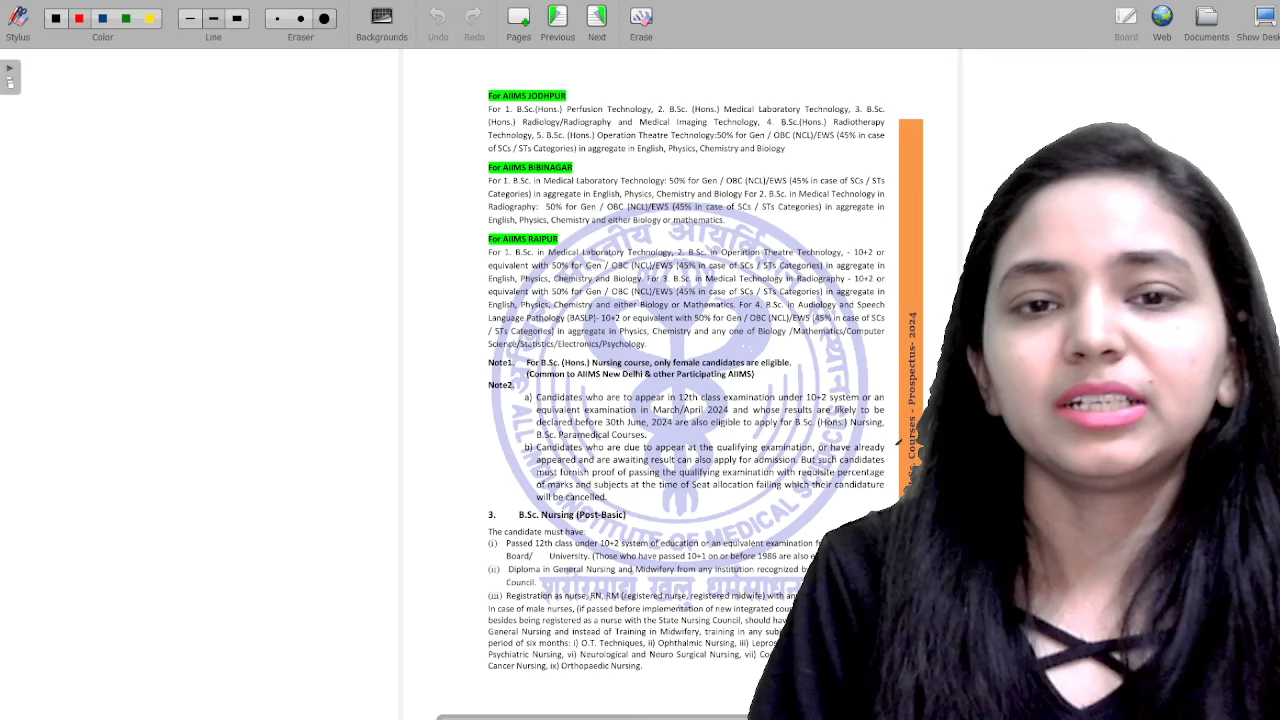 Stylus
Color
Line
Eraser
Backgrounds
Undo
Redo
Pages
Previous
Next
Erase
Board
Web
Documents
Show Desk
For AIIMS JODHPUR
For 1. B.Sc.(Hons.) Perfusion Technology, 2. B.Sc. (Hons.) Medical Laboratory Technology, 3. B.Sc.
(Hons.) Radiology/Radiography and Medical Imaging Technology, 4. B.Sc.(Hons.) Radiotherapy
Technology, 5. B.Sc. (Hons.) Operation Theatre Technology:50% for Gen / OBC (NCL)/EWS (45% in case
of SCs / STs Categories) in aggregate in English, Physics, Chemistry and Biology
For AIIMS BIBINAGAR
For 1. B.Sc. in Medical Laboratory Technology: 50% for Gen / OBC (NCL)/EWS (45% in case of SCs / STs
Categories) in aggregate in English, Physics, Chemistry and Biology For 2. B.Sc. in Medical Technology in
Radiography: 50% for Gen / OBC (NCL)/EWS (45% in case of SCs / STs Categories) in aggregate in
English, Physics, Chemistry and either Biology or mathematics.
For AIIMS RAIPUR
For 1. B.Sc. in Medical Laboratory Technology, 2. B.Sc. in Operation Theatre Technology, - 10+2 or
equivalent with 50% for Gen / OBC (NCL)/EWS (45% in case of SCs / STs Categories) in aggregate in
English, Physics, Chemistry and Biology. For 3. B.Sc. in Medical Technology in Radiography - 10+2 or
equivalent with 50% for Gen / OBC (NCL)/EWS (45% in case of SCs / STs Categories) in aggregate in
English, Physics, Chemistry and either Biology or Mathematics. For 4. B.Sc. in Audiology and Speech
Language Pathology (BASLP)- 10+2 or equivalent with 50% for Gen / OBC (NCL)/EWS (45% in case of SCs
/ STs Categories) in aggregate in Physics, Chemistry and any one of Biology /Mathematics/Computer
Science/Statistics/Electronics/Psychology.
Note1. For B.Sc. (Hons.) Nursing course, only female candidates are eligible.
(Common to AIIMS New Delhi & other Participating AIIMS)
Note2.
a) Candidates who are to appear in 12th class examination under 10+2 system or an
equivalent examination in March/April 2024 and whose results are likely to be
declared before 30th June, 2024 are also eligible to apply for B.Sc. (Hons.) Nursing,
B.Sc. Paramedical Courses.
b) Candidates who are due to appear at the qualifying examination, or have already
appeared and are awaiting result can also apply for admission. But such candidates
must furnish proof of passing the qualifying examination with requisite percentage
of marks and subjects at the time of Seat allocation failing which their candidature
will be cancelled.
3. B.Sc. Nursing (Post-Basic)
The candidate must have:
(i) Passed 12th class under 10+2 system of education or an equivalent examination
Board/ University. (Those who have passed 10+1 on or before 1986 are also
(ii) Diploma in General Nursing and Midwifery from any institution recognized
Council.
(iii) Registration as nurse, RN, RM (registered nurse, registered midwife) with
In case of male nurses, (if passed before implementation of new integrated
besides being registered as a nurse with the State Nursing Council, should
General Nursing and instead of Training in Midwifery, training in any
period of six months: i) O.T. Techniques, ii) Ophthalmic Nursing, iii)
Psychiatric Nursing, vi) Neurological and Neuro Surgical Nursing, vii)
Cancer Nursing, ix) Orthopaedic Nursing.
Courses - Prospectus- 2024
ALL INDIA INSTITUTE OF MEDICAL SCIENCES